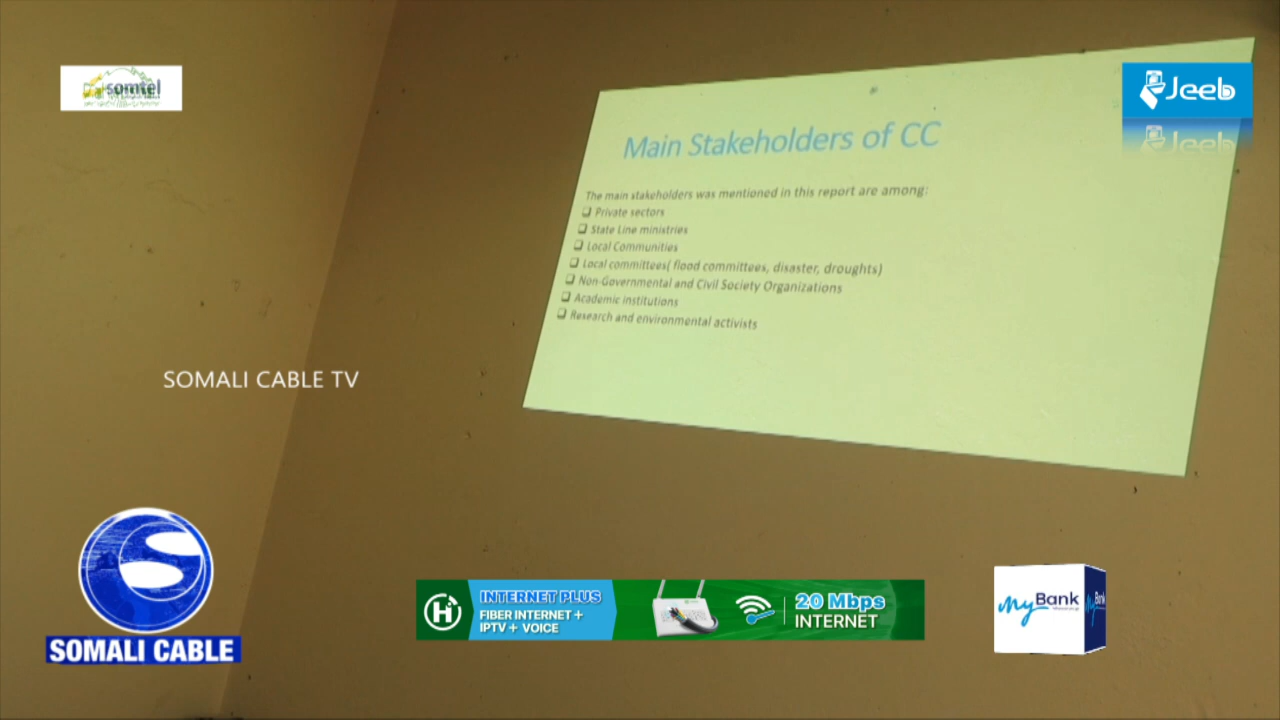 somtel
Jeeb
Main Stakeholders of CC
The main stakeholders was mentioned in this report are among:
❑ Private sectors
❑ State Line ministries
❑ Local Communities
❑ Local committees( flood committees, disaster, droughts)
❑ Non-Governmental and Civil Society Organizations
❑ Academic institutions
❑ Research and environmental activists
SOMALI CABLE TV
SOMALI CABLE
H
INTERNET PLUS
FIBER INTERNET +
IPTV + VOICE
20 Mbps
INTERNET
MyBank